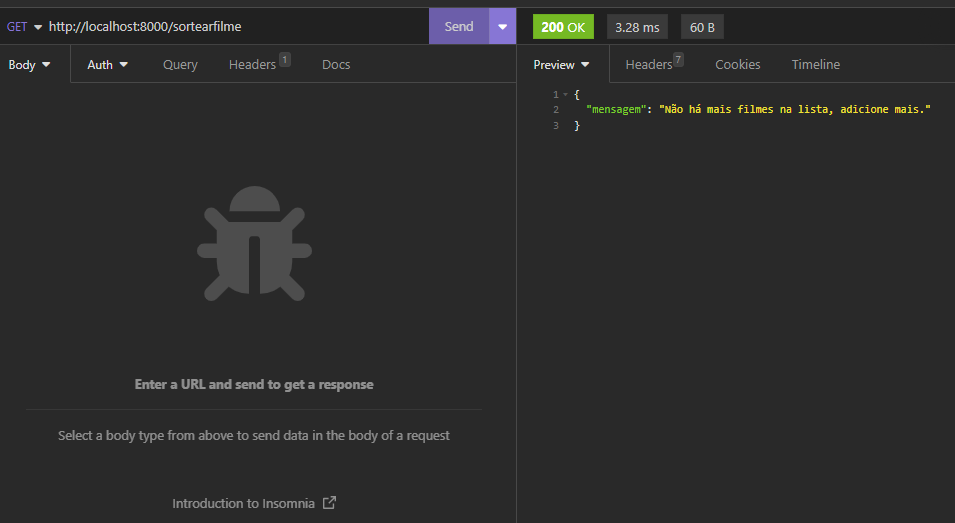 GET http://localhost:8000/sortearfilme Send
200 OK 3.28 ms 60 B
Body Auth Query Headers 1 Docs
Preview Headers 7 Cookies Timeline
1 {
2 "mensagem": "Não há mais filmes na lista, adicione mais."
3 }
Enter a URL and send to get a response
Select a body type from above to send data in the body of a request
Introduction to Insomnia